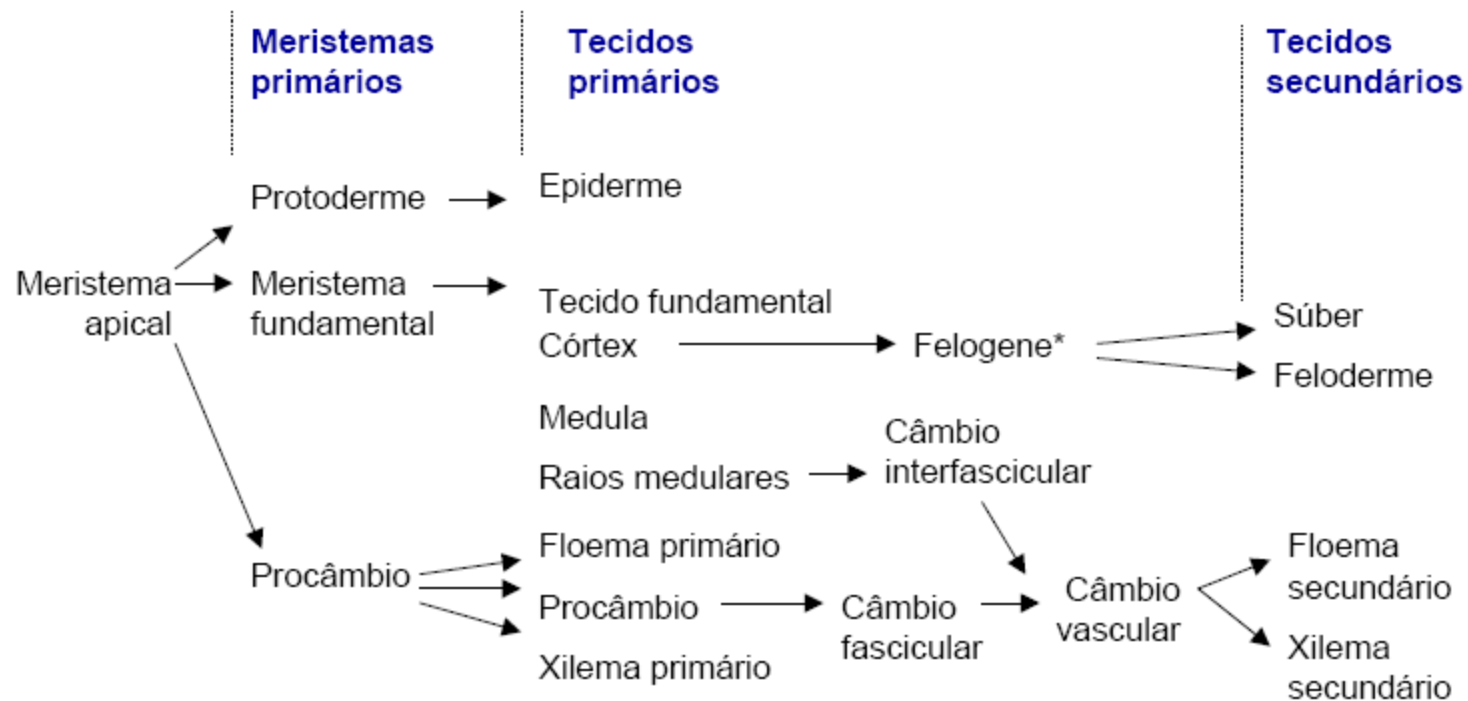 Meristemas
primários
Tecidos
primários
Tecidos
secundários
Protoderme
Epiderme
Meristema
apical
Meristema
fundamental
Tecido fundamental
Córtex
Felogene*
Súber
Feloderme
Medula
Raios medulares
Câmbio
interfascicular
Procâmbio
Floema primário
Procâmbio
Xilema primário
Câmbio
fascicular
Câmbio
vascular
Floema
secundário
Xilema
secundário